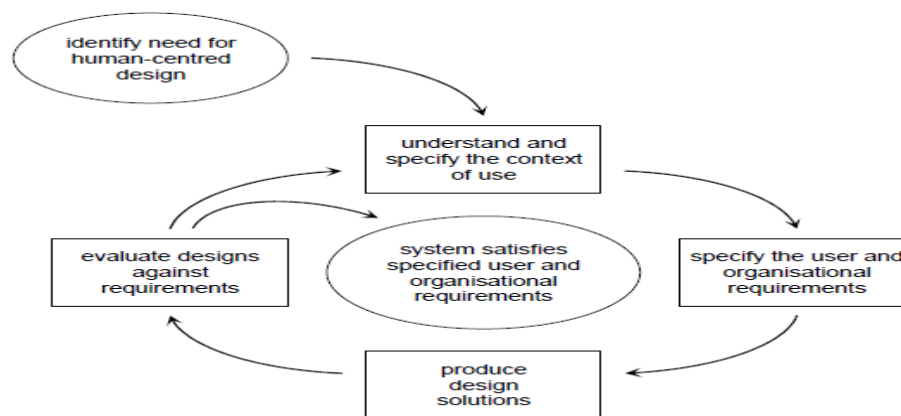 identify need for
human-centred
design
understand and
specify the context
of use
evaluate designs
against
requirements
system satisfies
specified user and
organisational
requirements
specify the user and
organisational
requirements
produce
design
solutions